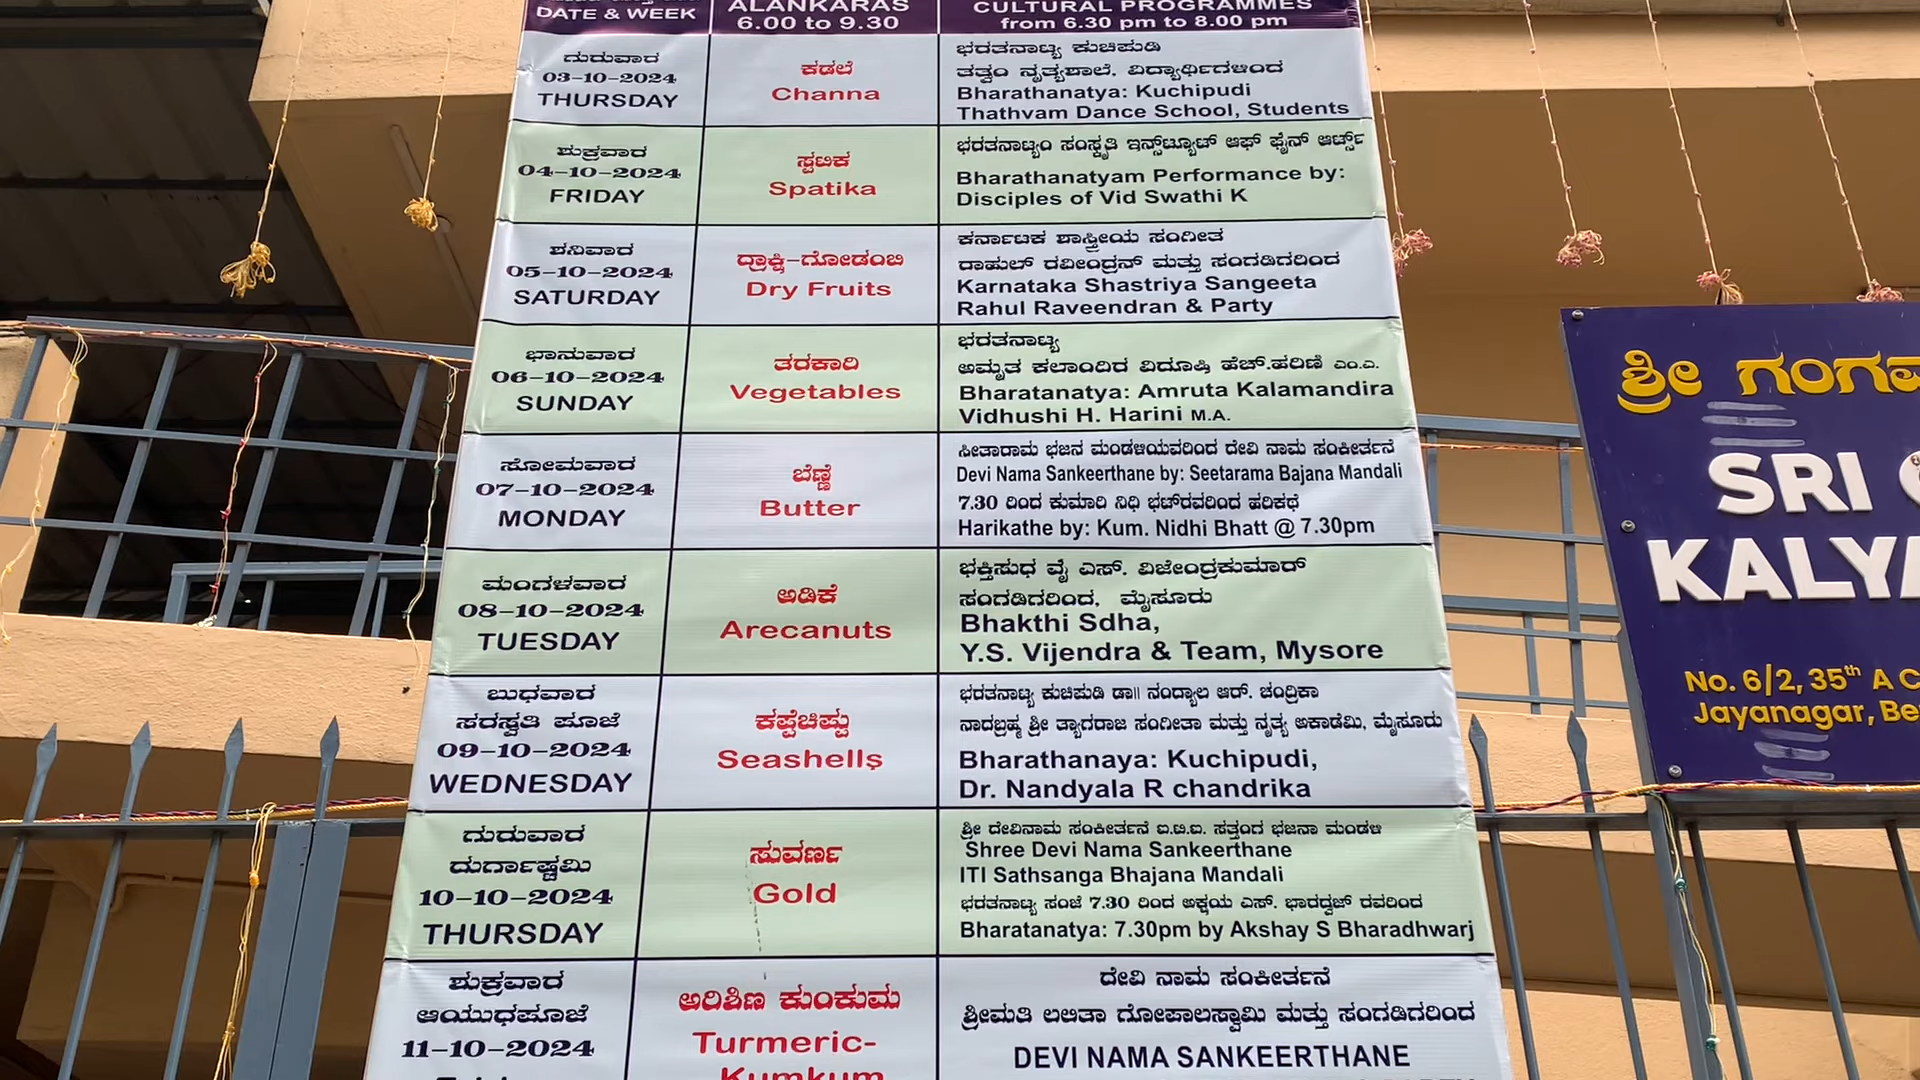 DATE & WEEK
ALANKARAS
6.00 to 9.30
CULTURAL PROGRAMMES
from 6.30 pm to 8.00 pm
ಗುರುವಾರ
03-10-2024
THURSDAY
ಕಡಲೆ
Channa
ಭರತನಾಟ್ಯ ಕುಚಿಪುಡಿ
ತತ್ವಂ ನೃತ್ಯಶಾಲೆ. ವಿದ್ಯಾರ್ಥಿಗಳಿಂದ
Bharathanatya: Kuchipudi
Thathvam Dance School, Students
ಶುಕ್ರವಾರ
04-10-2024
FRIDAY
ಸ್ಪಟಿಕ
Spatika
ಭರತನಾಟ್ಯಂ ಸಂಸ್ಕೃತಿ ಇನ್ಸ್‌ಟ್ಯೂಟ್ ಆಫ್ ಫೈನ್ ಆರ್ಟ್ಸ್
Bharathanatyam Performance by:
Disciples of Vid Swathi K
ಶನಿವಾರ
05-10-2024
SATURDAY
ದ್ರಾಕ್ಷಿ-ಗೋಡಂಬಿ
Dry Fruits
ಕರ್ನಾಟಕ ಶಾಸ್ತ್ರೀಯ ಸಂಗೀತ
ರಾಹುಲ್ ರವೀಂದ್ರನ್ ಮತ್ತು ಸಂಗಡಿಗರಿಂದ
Karnataka Shastriya Sangeeta
Rahul Raveendran & Party
ಭಾನುವಾರ
06-10-2024
SUNDAY
ತರಕಾರಿ
Vegetables
ಭರತನಾಟ್ಯ
ಅಮೃತ ಕಲಾಂದಿರ ವಿದೂಷಿ ಹೆಚ್.ಹರಿಣಿ ಎಂ.ಎ.
Bharatanatya: Amruta Kalamandira
Vidhushi H. Harini M.A.
ಸೋಮವಾರ
07-10-2024
MONDAY
ಬೆಣ್ಣೆ
Butter
ಸೀತಾರಾಮ ಭಜನ ಮಂಡಳಿಯವರಿಂದ ದೇವಿ ನಾಮ ಸಂಕೀರ್ತನೆ
Devi Nama Sankeerthane by: Seetarama Bajana Mandali
7.30 ರಿಂದ ಕುಮಾರಿ ನಿಧಿ ಭಟ್‌ರವರಿಂದ ಹರಿಕಥೆ
Harikathe by: Kum. Nidhi Bhatt @ 7.30pm
ಮಂಗಳವಾರ
08-10-2024
TUESDAY
ಅಡಿಕೆ
Arecanuts
ಭಕ್ತಿಸುಧ ವೈ ಎಸ್. ವಿಜೇಂದ್ರಕುಮಾರ್
ಸಂಗಡಿಗರಿಂದ, ಮೈಸೂರು
Bhakthi Sdha,
Y.S. Vijendra & Team, Mysore
ಬುಧವಾರ
ಸರಸ್ವತಿ ಪೂಜೆ
09-10-2024
WEDNESDAY
ಕಪ್ಪೆಚಿಪ್ಪು
Seashells
ಭರತನಾಟ್ಯ ಕುಚಿಪುಡಿ ಡಾ|| ನಂದ್ಯಾಲ ಆರ್. ಚಂದ್ರಿಕಾ
ನಾದಬ್ರಹ್ಮ ಶ್ರೀ ತ್ಯಾಗರಾಜ ಸಂಗೀತಾ ಮತ್ತು ನೃತ್ಯ ಅಕಾಡೆಮಿ, ಮೈಸೂರು
Bharathanaya: Kuchipudi,
Dr. Nandyala R chandrika
ಗುರುವಾರ
ದುರ್ಗಾಷ್ಟಮಿ
10-10-2024
THURSDAY
ಸುವರ್ಣ
Gold
ಶ್ರೀ ದೇವಿನಾಮ ಸಂಕೀರ್ತನೆ ಐ.ಟಿ.ಐ. ಸತ್ಸಂಗ ಭಜನಾ ಮಂಡಳಿ
Shree Devi Nama Sankeerthane
ITI Sathsanga Bhajana Mandali
ಭರತನಾಟ್ಯ ಸಂಜೆ 7.30 ರಿಂದ ಅಕ್ಷಯ ಎಸ್. ಭಾರದ್ವಜ್ ರವರಿಂದ
Bharatanatya: 7.30pm by Akshay S Bharadhwarj
ಶುಕ್ರವಾರ
ಆಯುಧಪೂಜೆ
11-10-2024
ಅರಿಶಿಣ ಕುಂಕುಮ
Turmeric-
Kumkum
ದೇವಿ ನಾಮ ಸಂಕೀರ್ತನೆ
ಶ್ರೀಮತಿ ಲಲಿತಾ ಗೋಪಾಲಸ್ವಾಮಿ ಮತ್ತು ಸಂಗಡಿಗರಿಂದ
DEVI NAMA SANKEERTHANE
ಶ್ರೀ ಗಂಗ
SRI
KALYA
No. 6/2, 35th A C
Jayanagar, Be